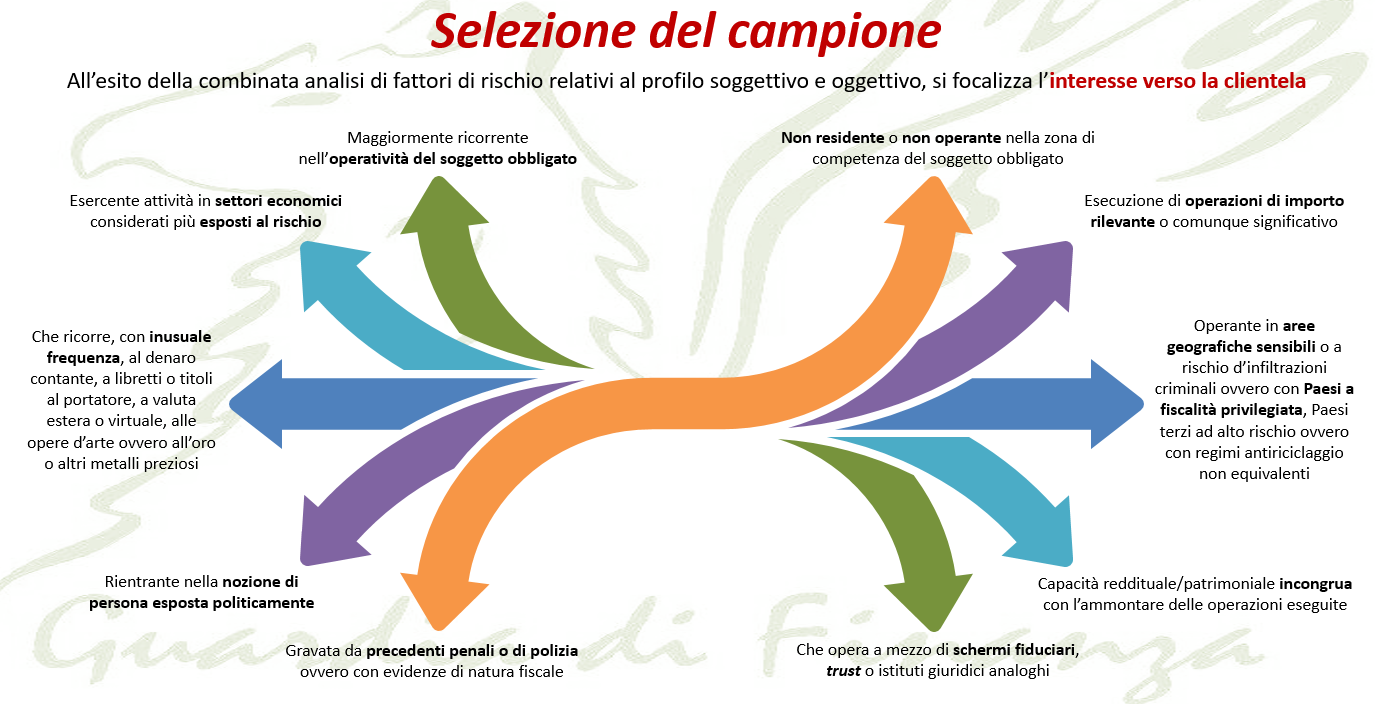 Selezione del campione
All’esito della combinata analisi di fattori di rischio relativi al profilo soggettivo e oggettivo, si focalizza l’interesse verso la clientela
Maggiormente ricorrente
nell’operatività del soggetto obbligato
Esercente attività in settori economici
considerati più esposti al rischio
Che ricorre, con inusuale
frequenza, al denaro
contante, a libretti o titoli
al portatore, a valuta
estera o virtuale, alle
opere d’arte ovvero all’oro
o altri metalli preziosi
Rientrante nella nozione di
persona esposta politicamente
Gravata da precedenti penali o di polizia
ovvero con evidenze di natura fiscale
Non residente o non operante nella zona di
competenza del soggetto obbligato
Esecuzione di operazioni di importo
rilevante o comunque significativo
Operante in aree
geografiche sensibili o a
rischio d’infiltrazioni
criminali ovvero con Paesi a
fiscalità privilegiata, Paesi
terzi ad alto rischio ovvero
con regimi antiriciclaggio
non equivalenti
Capacità reddituale/patrimoniale incongrua
con l’ammontare delle operazioni eseguite
Che opera a mezzo di schermi fiduciari,
trust o istituti giuridici analoghi
Guardia di Finanza